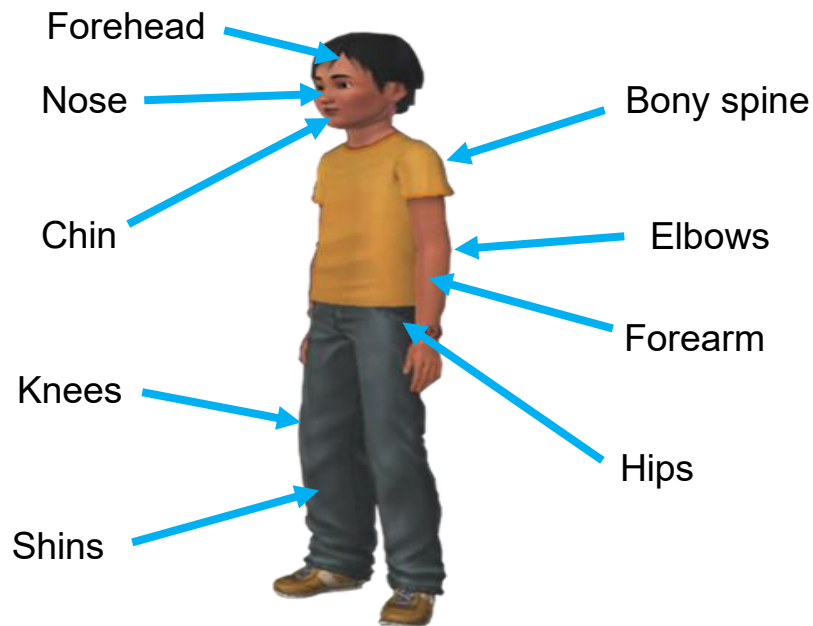 Forehead
Nose
Bony spine
Chin
Elbows
Forearm
Knees
Hips
Shins